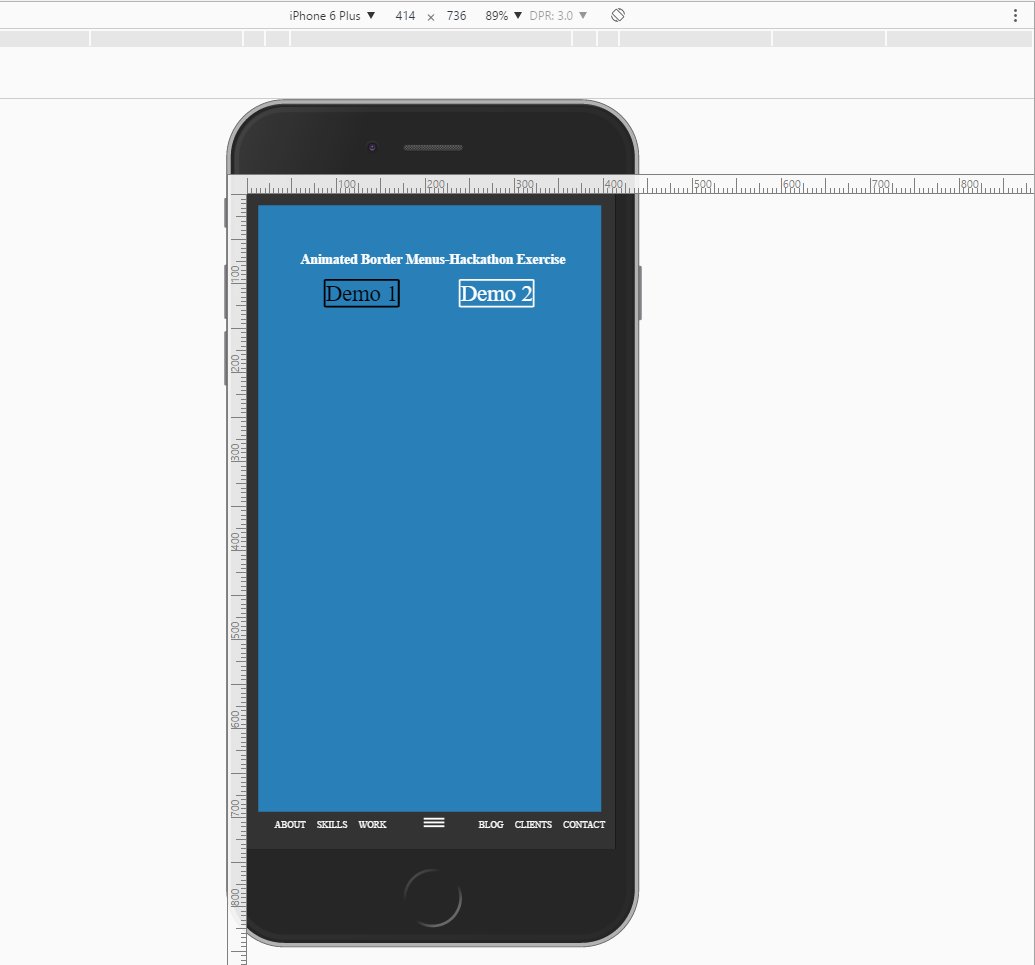 iPhone 6 Plus ▼ 414 × 736 89% ▼ DPR: 3.0 ▼
100 200 300 400 500 600 700 800
100
200
300
400
500
600
700
800
Animated Border Menus-Hackathon Exercise
Demo 1 Demo 2
ABOUT SKILLS WORK BLOG CLIENTS CONTACT